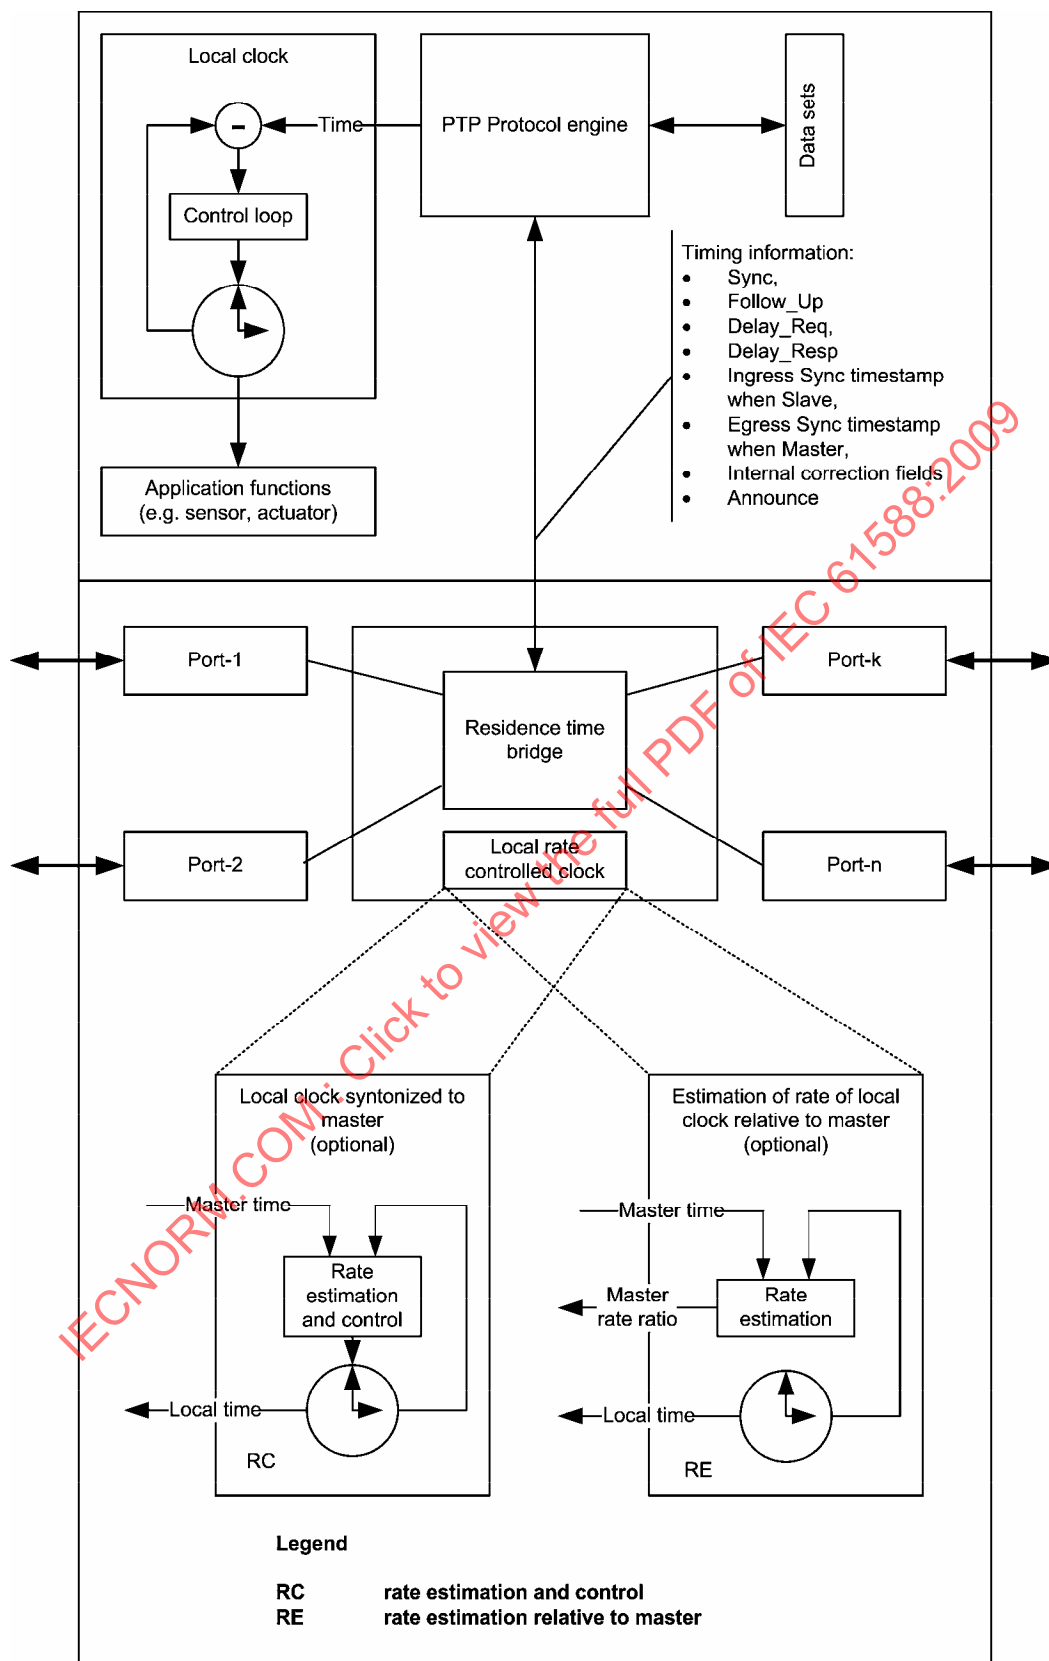 Local clock
-
Time
PTP Protocol engine
Data sets
Control loop
Application functions
(e.g. sensor, actuator)
Timing information:
• Sync,
• Follow_Up
• Delay_Req,
• Delay_Resp
• Ingress Sync timestamp
when Slave,
• Egress Sync timestamp
when Master,
• Internal correction fields
• Announce
Port-1
Port-k
Residence time
bridge
Port-2
Local rate
controlled clock
Port-n
Local clock syntonized to
master
(optional)
Master time
Rate
estimation
and control
Local time
RC
Estimation of rate of local
clock relative to master
(optional)
Master time
Master
rate ratio
Rate
estimation
Local time
RE
Legend
RC rate estimation and control
RE rate estimation relative to master
IECNORM.COM : Click to view the full PDF of IEC 61588:2009